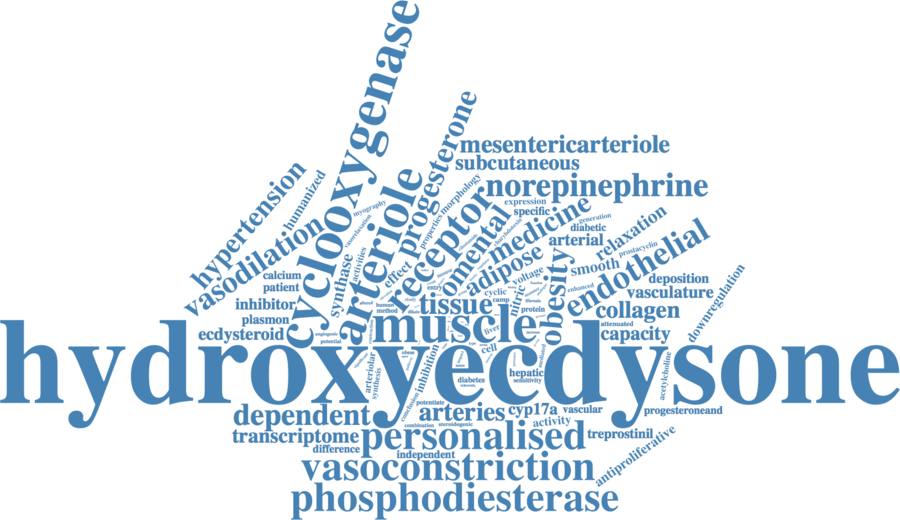 cyclooxygenase
progesterone
mesentericarteriole
subcutaneous
hypertension
humanized
arteriole
receptor
morphology
norepinephrine
expression
specific
myography
vasorelaxation
properties
omental
medicine
generation
diabetic
relaxation
vasodilation
synthase
activities
effect
adipose
arterial
prostacyclin
endothelial
calcium
patient
voltage
smooth
enhanced
deposition
downregulation
inhibitor
human
method
tissue
cyclic
camp
nitric
obesity
vasculature
protein
collagen
plasmon
muscle
attenuated
ecdysteroid
potential
liver
cell
capacity
hydroxyecdysone
arteriolar
synthesis
inhibition
diabetes
hepatic
sensitivity
acetylcholine
conclusion
potentiate
dependent
arteries
cyp17a
vascular
progesteroneand
combination
steroidogenic
activity
transcriptome
personalised
treprostinil
difference
independent
antiproliferative
vasoconstriction
phosphodiesterase